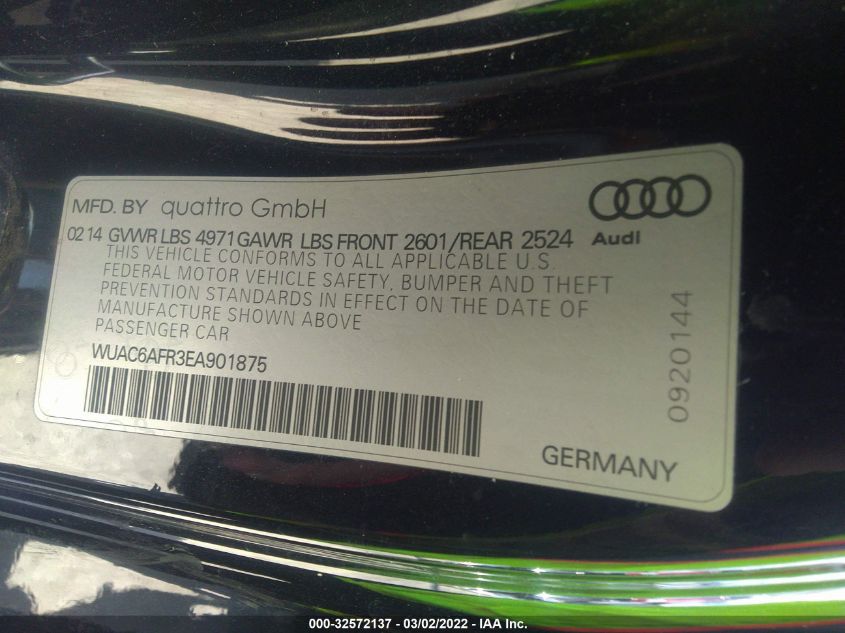 MFD. BY quattro GmbH
0214 GVWR LBS 4971 GAWR LBS FRONT 2601/REAR 2524
Audi
THIS VEHICLE CONFORMS TO ALL APPLICABLE U.S.
FEDERAL MOTOR VEHICLE SAFETY, BUMPER AND THEFT
PREVENTION STANDARDS IN EFFECT ON THE DATE OF
MANUFACTURE SHOWN ABOVE
PASSENGER CAR
WUAC6AFR3EA901875
0920144
GERMANY
000-32572137 - 03/02/2022 - IAA Inc.